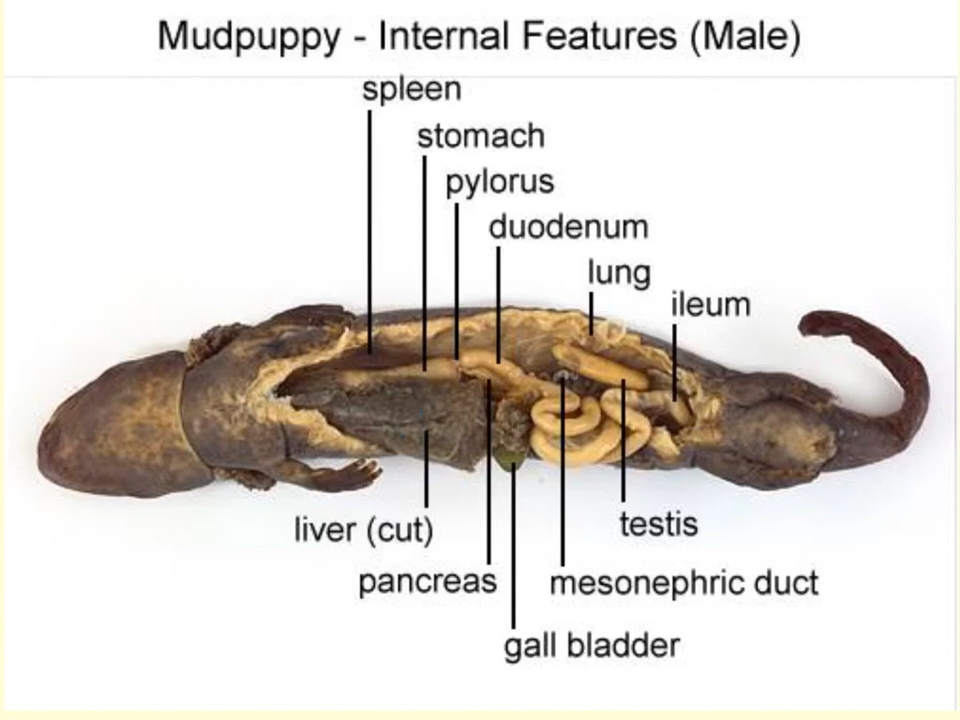 Mudpuppy - Internal Features (Male)
spleen
stomach
pylorus
duodenum
lung
ileum
liver (cut)
testis
pancreas
mesonephric duct
gall bladder